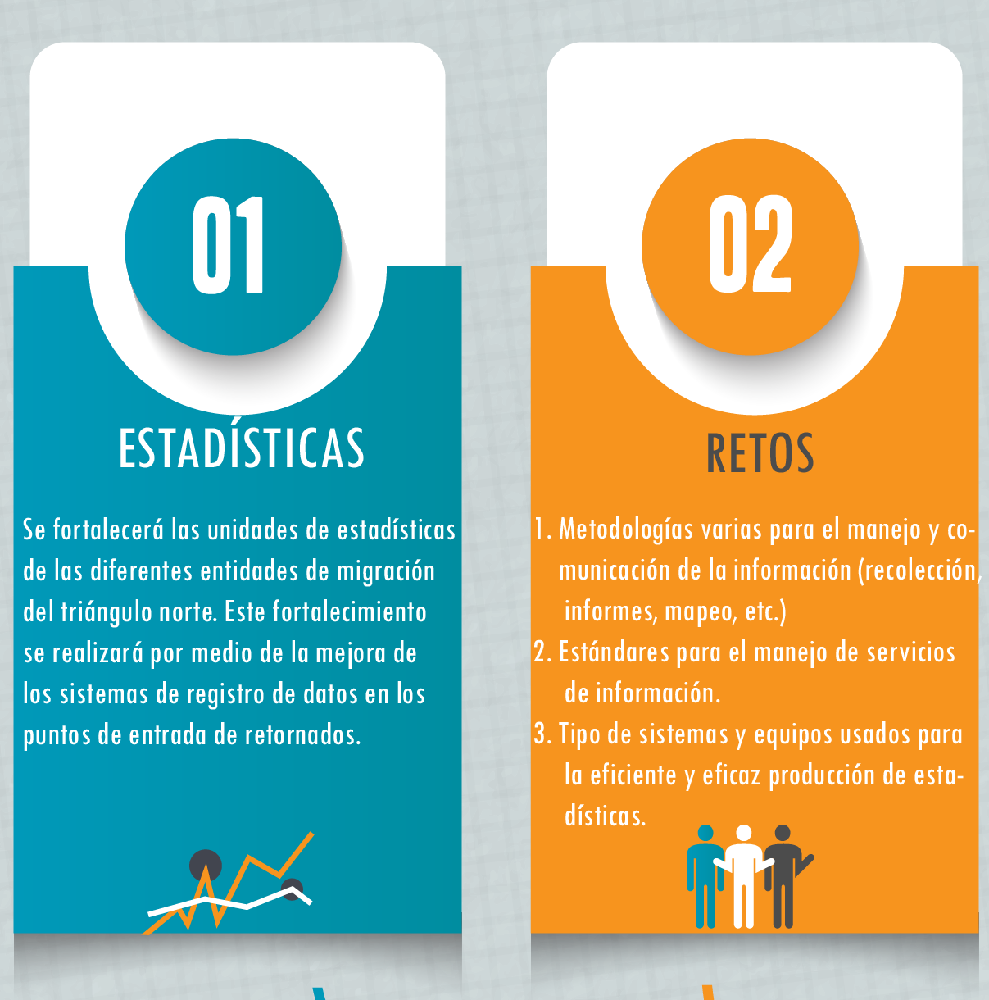 01
ESTADÍSTICAS
Se fortalecerá las unidades de estadísticas
de las diferentes entidades de migración
del triángulo norte. Este fortalecimiento
se realizará por medio de la mejora de
los sistemas de registro de datos en los
puntos de entrada de retornados.
02
RETOS
1. Metodologías varias para el manejo y co-
municación de la información (recolección,
informes, mapeo, etc.)
2. Estándares para el manejo de servicios
de información.
3. Tipo de sistemas y equipos usados para
la eficiente y eficaz producción de esta-
dísticas.